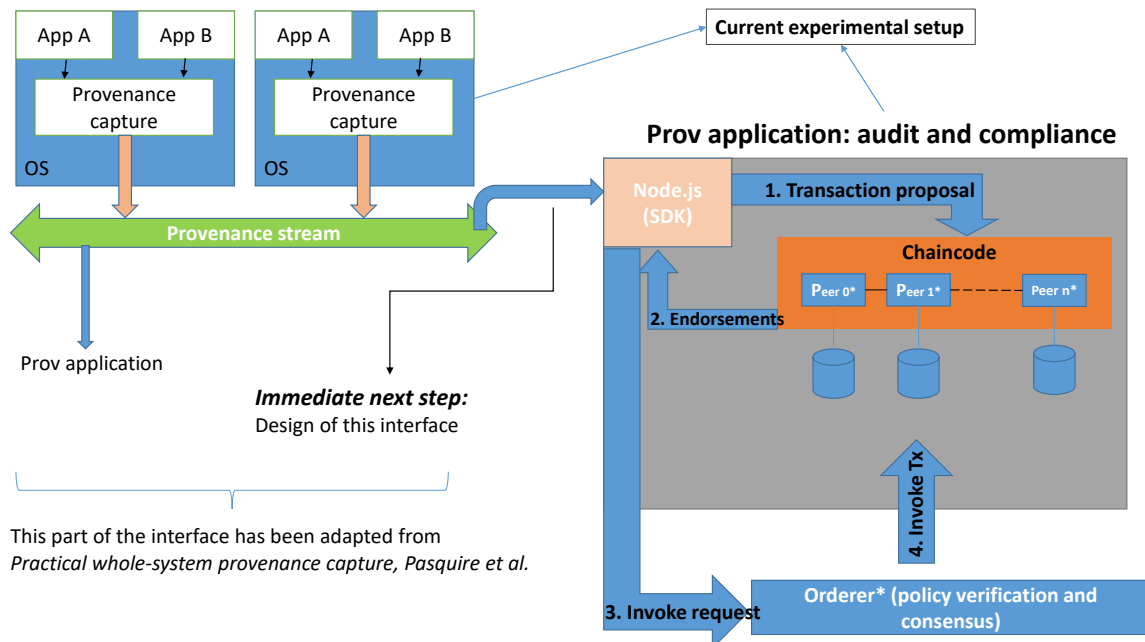 App A
App B
Provenance
capture
OS
App A
App B
Provenance
capture
OS
Current experimental setup
Provenance stream
Prov application
Immediate next step:
Design of this interface
This part of the interface has been adapted from
Practical whole-system provenance capture, Pasquire et al.
Prov application: audit and compliance
Node.js
(SDK)
1. Transaction proposal
Chaincode
Peer 0*
Peer 1*
Peer n*
2. Endorsements
4. Invoke Tx
3. Invoke request
Orderer* (policy verification and
consensus)